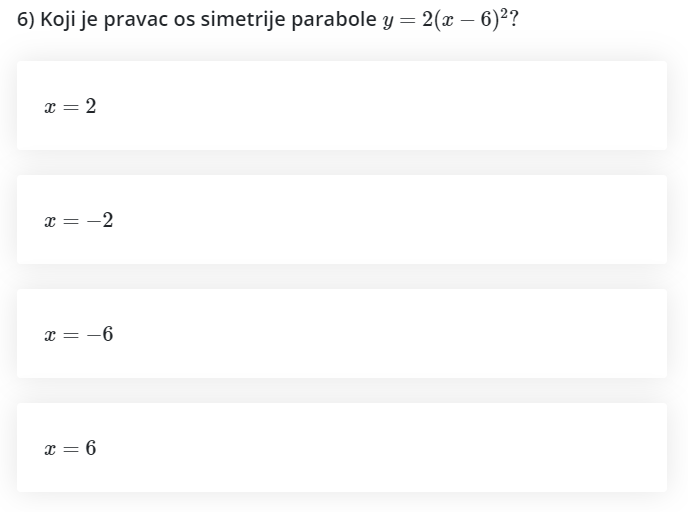 6) Koji je pravac os simetrije parabole y = 2(x − 6)²?
x = 2
x = −2
x = −6
x = 6